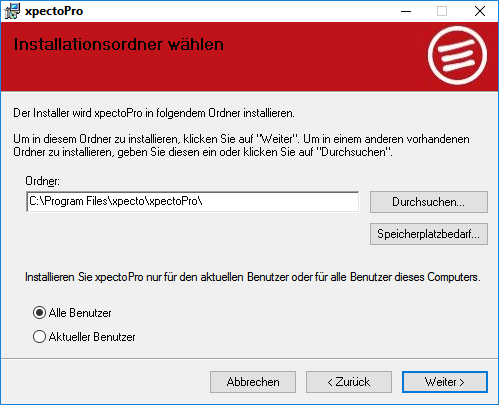 xpectoPro
Installationsordner wählen
Der Installer wird xpectoPro in folgendem Ordner installieren.
Um in diesem Ordner zu installieren, klicken Sie auf "Weiter". Um in einem anderen vorhandenen
Ordner zu installieren, geben Sie diesen ein oder klicken Sie auf "Durchsuchen".
Ordner:
C:\Program Files\xpecto\xpectoPro\
Durchsuchen...
Speicherplatzbedarf...
Installieren Sie xpectoPro nur für den aktuellen Benutzer oder für alle Benutzer dieses Computers.
Alle Benutzer
Aktueller Benutzer
Abbrechen
< Zurück
Weiter >